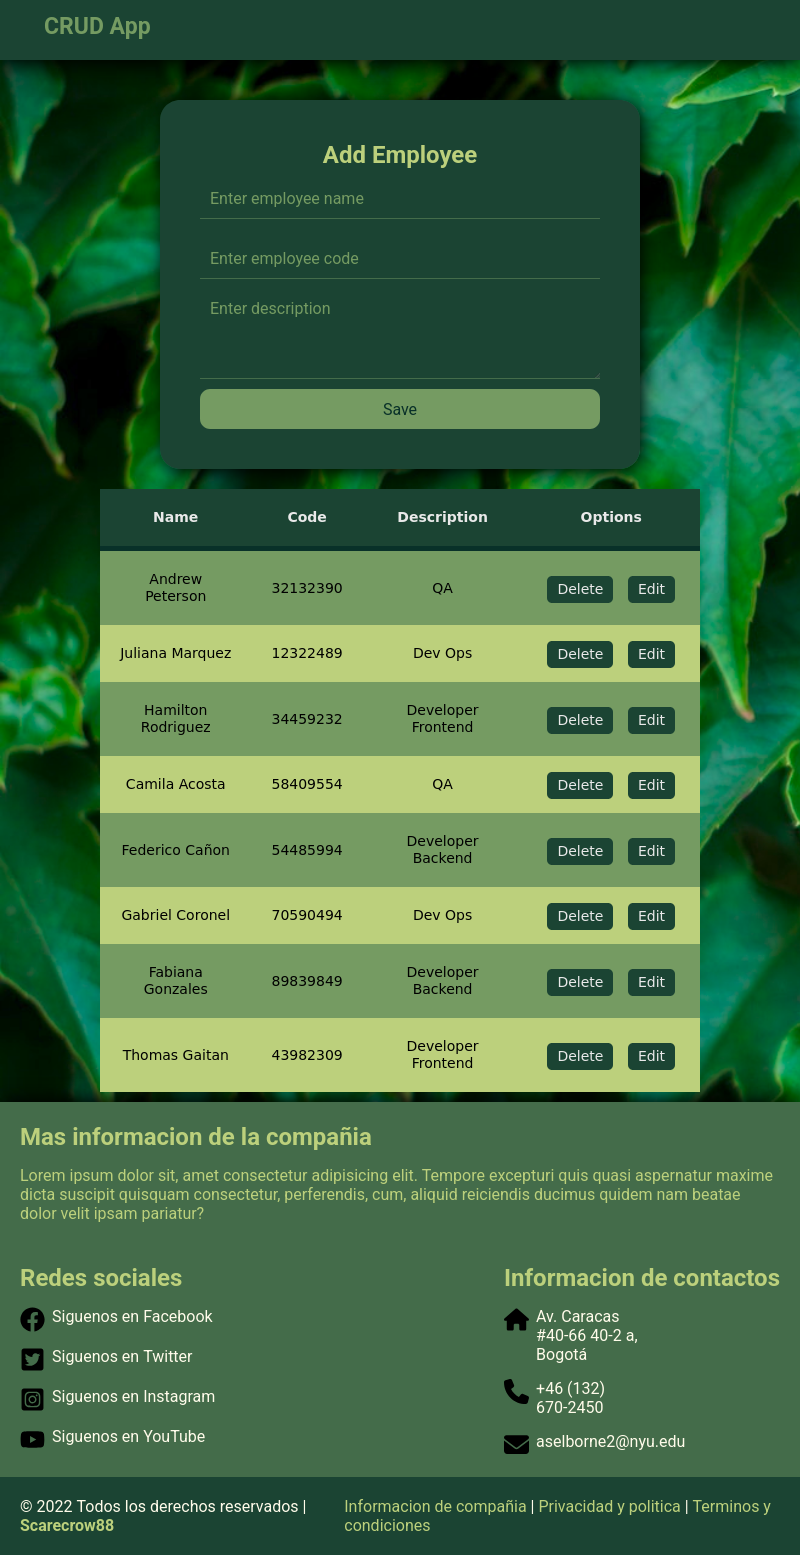 CRUD App
Add Employee
Enter employee name
Enter employee code
Enter description
Save
Name Code Description Options
Andrew
Peterson
32132390 QA Delete Edit
Juliana Marquez 12322489 Dev Ops Delete Edit
Hamilton
Rodriguez
34459232
Developer
Frontend
Delete Edit
Camila Acosta 58409554 QA Delete Edit
Federico Cañon 54485994
Developer
Backend
Delete Edit
Gabriel Coronel 70590494 Dev Ops Delete Edit
Fabiana
Gonzales
89839849
Developer
Backend
Delete Edit
Thomas Gaitan 43982309
Developer
Frontend
Delete Edit
Mas informacion de la compañia
Lorem ipsum dolor sit, amet consectetur adipisicing elit. Tempore excepturi quis quasi aspernatur maxime
dicta suscipit quisquam consectetur, perferendis, cum, aliquid reiciendis ducimus quidem nam beatae
dolor velit ipsam pariatur?
Redes sociales
Siguenos en Facebook
Siguenos en Twitter
Siguenos en Instagram
Siguenos en YouTube
Informacion de contactos
Av. Caracas
#40-66 40-2 a,
Bogotá
+46 (132)
670-2450
aselborne2@nyu.edu
© 2022 Todos los derechos reservados |
Scarecrow88
Informacion de compañia | Privacidad y politica | Terminos y
condiciones